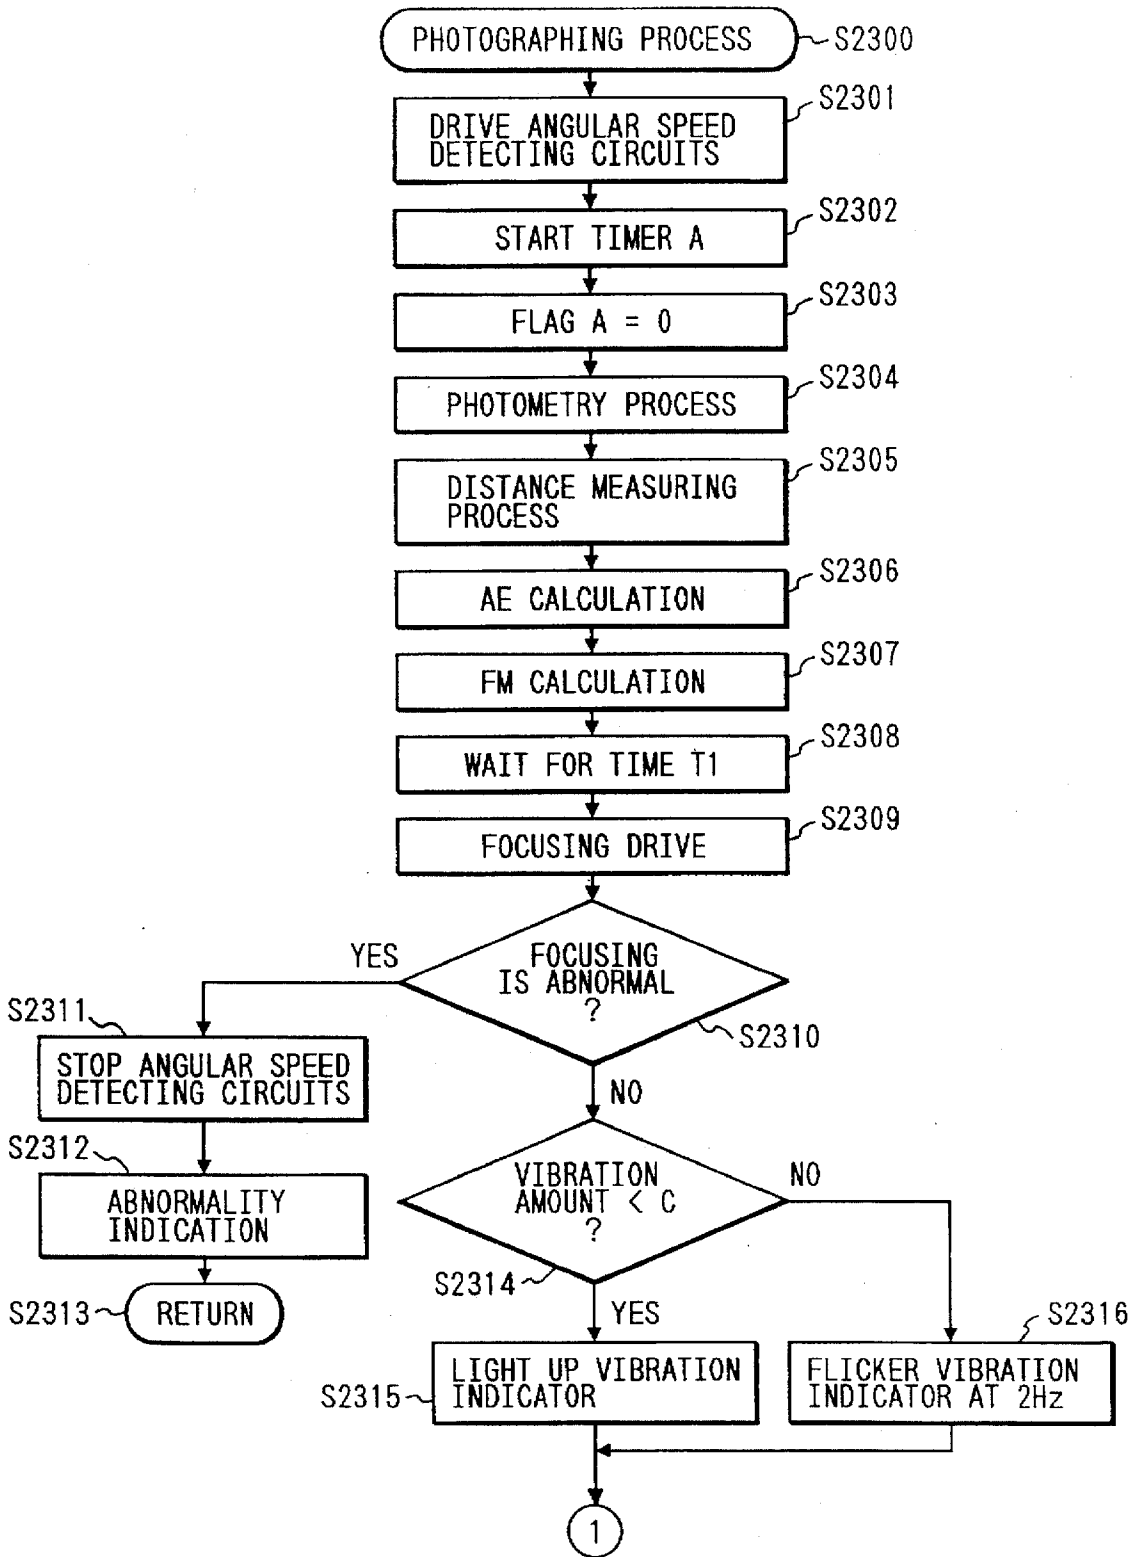 PHOTOGRAPHING PROCESS
S2300
S2301
DRIVE ANGULAR SPEED
DETECTING CIRCUITS
S2302
START TIMER A
S2303
FLAG A = 0
S2304
PHOTOMETRY PROCESS
S2305
DISTANCE MEASURING
PROCESS
S2306
AE CALCULATION
S2307
FM CALCULATION
S2308
WAIT FOR TIME T1
S2309
FOCUSING DRIVE
YES
FOCUSING
IS ABNORMAL
?
S2310
NO
S2311
STOP ANGULAR SPEED
DETECTING CIRCUITS
S2312
ABNORMALITY
INDICATION
S2313
RETURN
VIBRATION
AMOUNT < C
?
NO
S2314
YES
S2315
LIGHT UP VIBRATION
INDICATOR
S2316
FLICKER VIBRATION
INDICATOR AT 2Hz
1